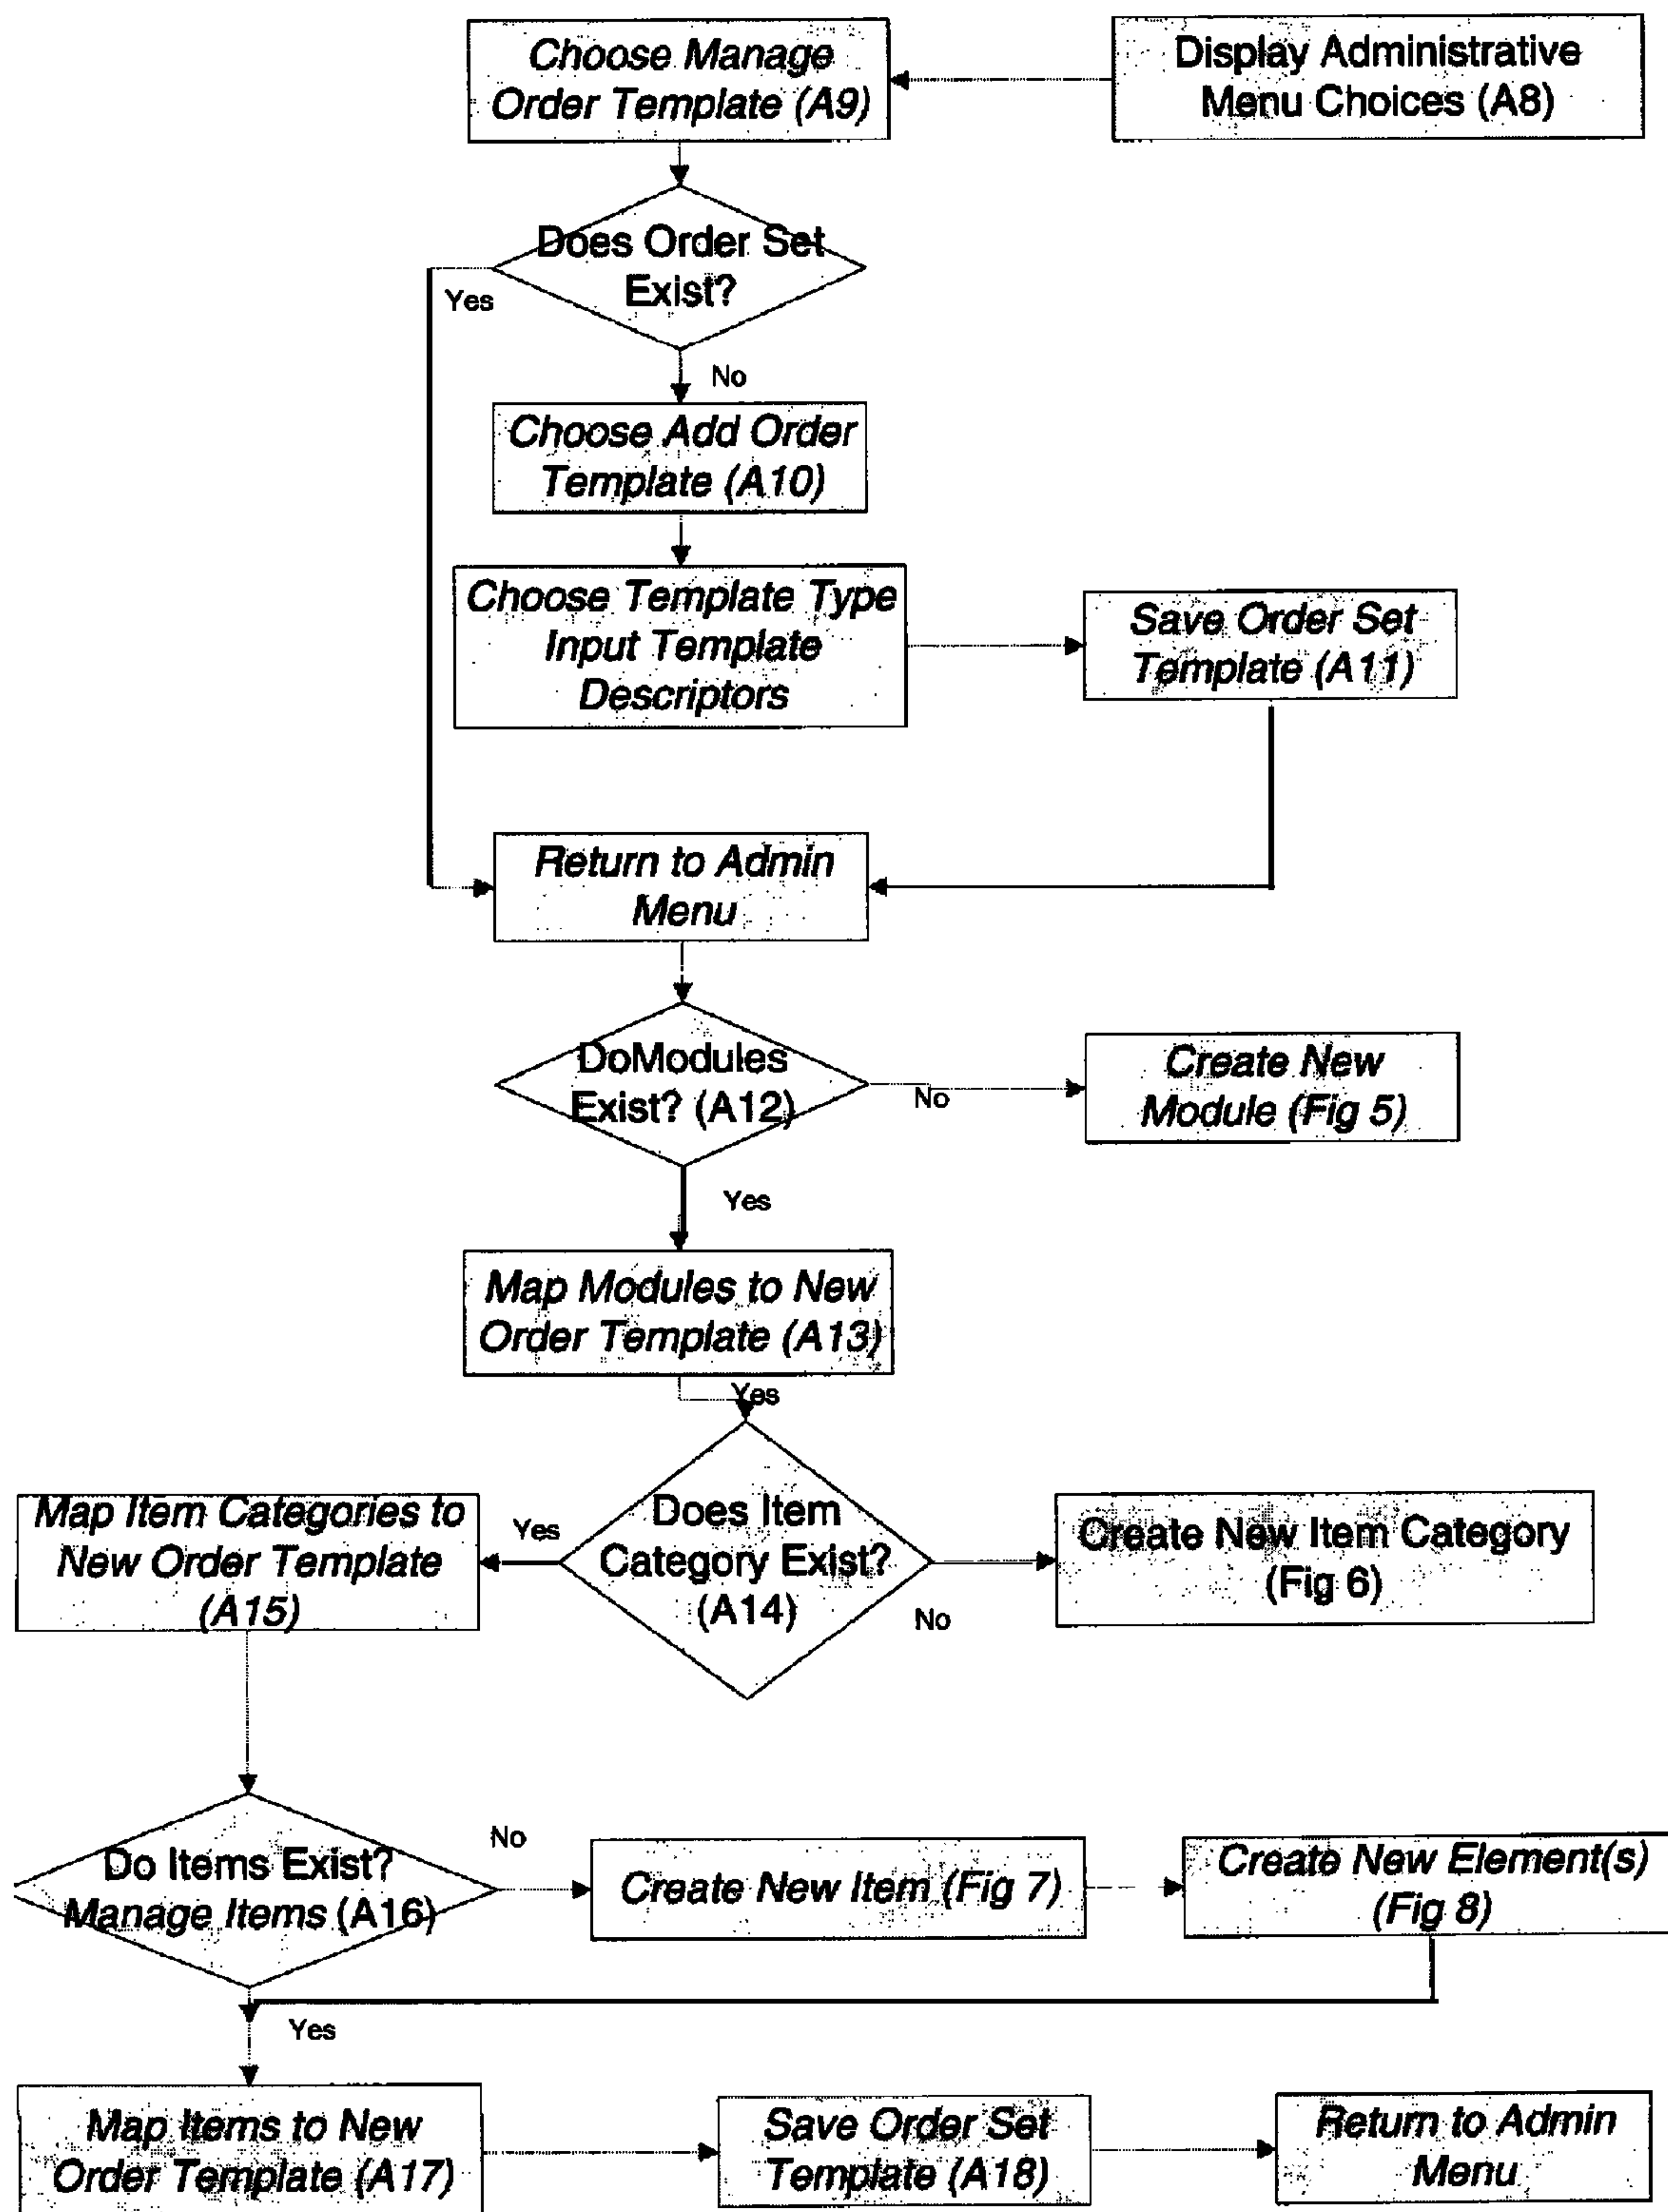 Choose Manage
Order Template (A9)
Display Administrative
Menu Choices (A8)
Does Order Set
Exist?
Yes
No
Choose Add Order
Template (A10)
Choose Template Type
Input Template
Descriptors
Save Order Set
Template (A11)
Return to Admin
Menu
DoModules
Exist? (A12)
No
Create New
Module (Fig 5)
Yes
Map Modules to New
Order Template (A13)
Yes
Map Item Categories to
New Order Template
(A15)
Yes
Does Item
Category Exist?
(A14)
No
Create New Item Category
(Fig 6)
Do Items Exist?
Manage Items (A16)
No
Create New Item (Fig 7)
Create New Element(s)
(Fig 8)
Yes
Map Items to New
Order Template (A17)
Save Order Set
Template (A18)
Return to Admin
Menu